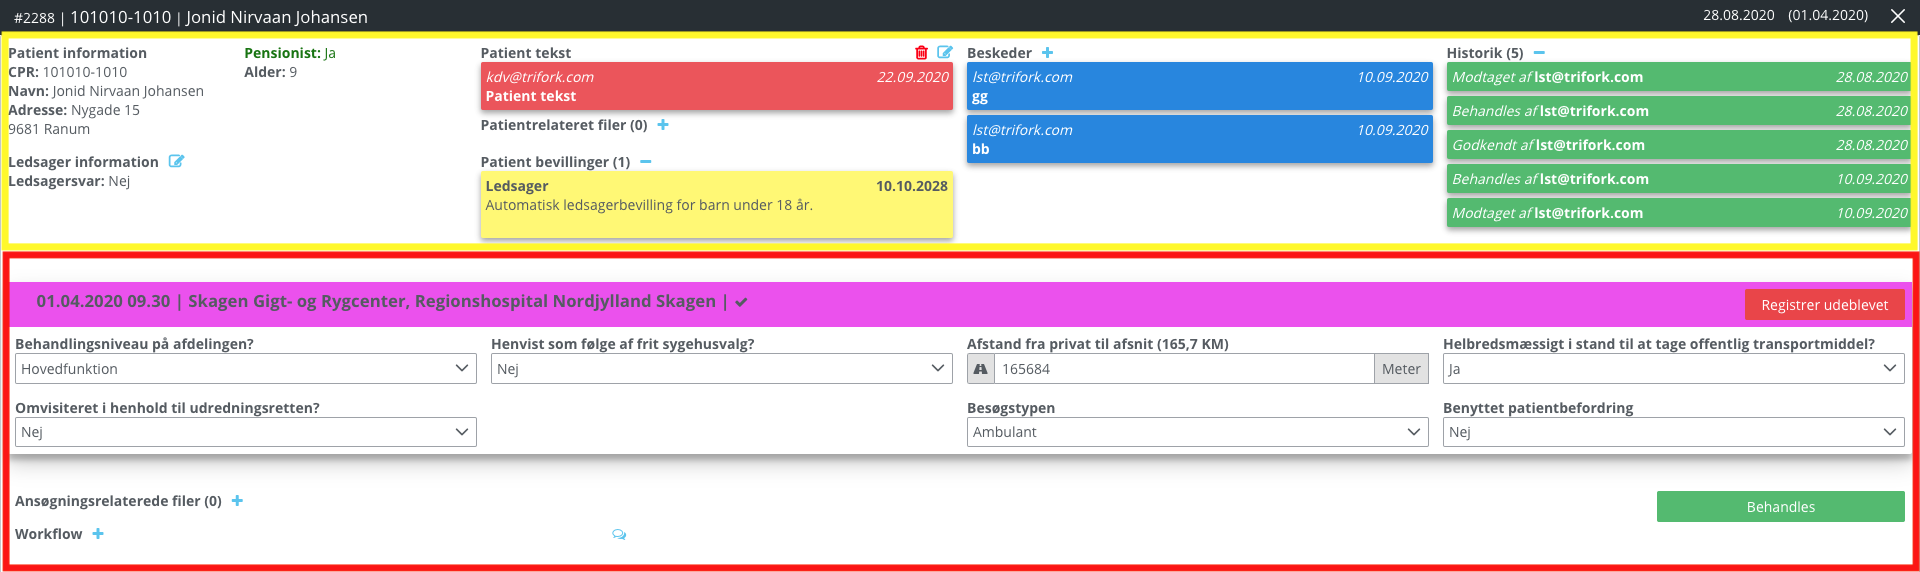 #2288 | 101010-1010 | Jonid Nirvaan Johansen
28.08.2020 (01.04.2020)
Patient information
CPR: 101010-1010
Navn: Jonid Nirvaan Johansen
Adresse: Nygade 15
9681 Ranum
Ledsager information
Ledsagersvar: Nej
Pensionist: Ja
Alder: 9
Patient tekst
kdv@trifork.com 22.09.2020
Patient tekst
Patientrelateret filer (0)
Patient bevillinger (1)
Ledsager 10.10.2028
Automatisk ledsagerbevilling for barn under 18 år.
Beskeder
lst@trifork.com 10.09.2020
gg
lst@trifork.com 10.09.2020
bb
Historik (5)
Modtaget af lst@trifork.com 28.08.2020
Behandles af lst@trifork.com 28.08.2020
Godkendt af lst@trifork.com 28.08.2020
Behandles af lst@trifork.com 10.09.2020
Modtaget af lst@trifork.com 10.09.2020
01.04.2020 09.30 | Skagen Gigt- og Rygcenter, Regionshospital Nordjylland Skagen | ✔
Registrer udeblevet
Behandlingsniveau på afdelingen?
Hovedfunktion
Henvist som følge af frit sygehusvalg?
Nej
Afstand fra privat til afsnit (165,7 KM)
165684 Meter
Helbredsmæssigt i stand til at tage offentlig transportmiddel?
Ja
Omvisiteret i henhold til udredningsretten?
Nej
Besøgstypen
Ambulant
Benyttet patientbefordring
Nej
Ansøgningsrelaterede filer (0)
Behandles
Workflow